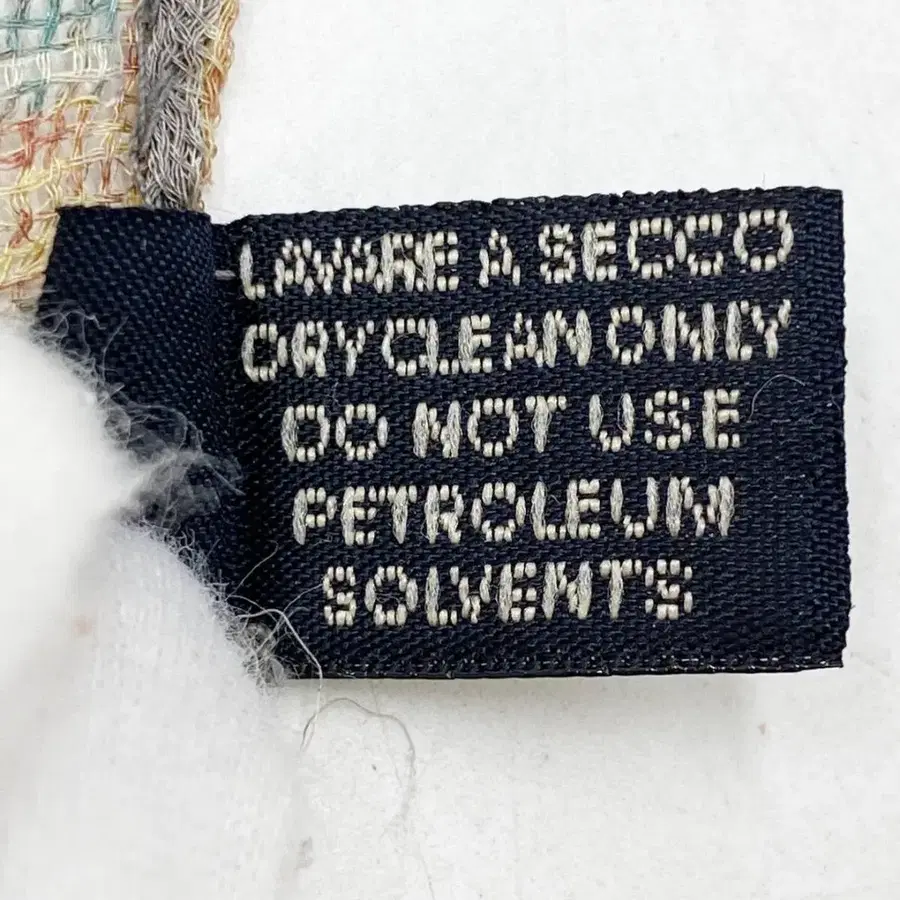 LAVARE A SECCO
DRYCLEAN ONLY
DO NOT USE
PETROLEUM
SOLVENTS